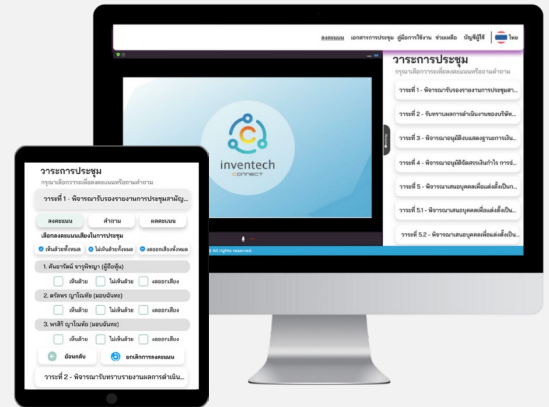 ลงคะแนน เอกสารการประชุม คู่มือการใช้งาน ช่วยเหลือ บัญชีผู้ใช้ ไทย
inventech
CONNECT
All rights reserved.
วาระการประชุม
กรุณาเลือกวาระเพื่อลงคะแนนหรือถามคำถาม
วาระที่ 1 - พิจารณารับรองรายงานการประชุมสา...
วาระที่ 2 - รับทราบผลการดำเนินงานของบริษัท...
วาระที่ 3 - พิจารณาอนุมัติงบแสดงฐานะการเงิน...
วาระที่ 4 - พิจารณาอนุมัติจัดสรรเงินกำไร การจ่...
วาระที่ 5 - พิจารณาเสนอบุคคลเพื่อแต่งตั้งเป็นก...
วาระที่ 5.1 - พิจารณาเสนอบุคคลเพื่อแต่งตั้งเป็น...
วาระที่ 5.2 - พิจารณาเสนอบุคคลเพื่อแต่งตั้งเป็น...
วาระการประชุม
กรุณาเลือกวาระเพื่อลงคะแนนหรือถามคำถาม
วาระที่ 1 - พิจารณารับรองรายงานการประชุมสามัญ...
ลงคะแนน คำถาม ผลคะแนน
เลือกลงคะแนนเสียงในการประชุม
เห็นด้วยทั้งหมด ไม่เห็นด้วยทั้งหมด งดออกเสียงทั้งหมด
1. คันธารัตน์ จารุพิชญา (ผู้ถือหุ้น)
เห็นด้วย ไม่เห็นด้วย งดออกเสียง
2. ตรัลพร ญาโณทัย (มอบฉันทะ)
เห็นด้วย ไม่เห็นด้วย งดออกเสียง
3. พรสิริ ญาโณทัย (มอบฉันทะ)
เห็นด้วย ไม่เห็นด้วย งดออกเสียง
ย้อนกลับ ยกเลิกการลงคะแนน
วาระที่ 2 - พิจารณารับทราบรายงานผลการดำเนิน...